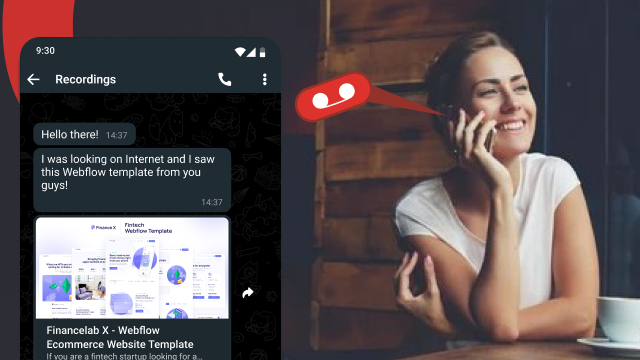 9:30
Recordings
Hello there! 14:37
I was looking on Internet and I saw
this Webflow template from you
guys!
14:37
Finance X
Fintech
Webflow Template
Financelab X - Webflow
Ecommerce Website Template
If you are a fintech startup looking for a...